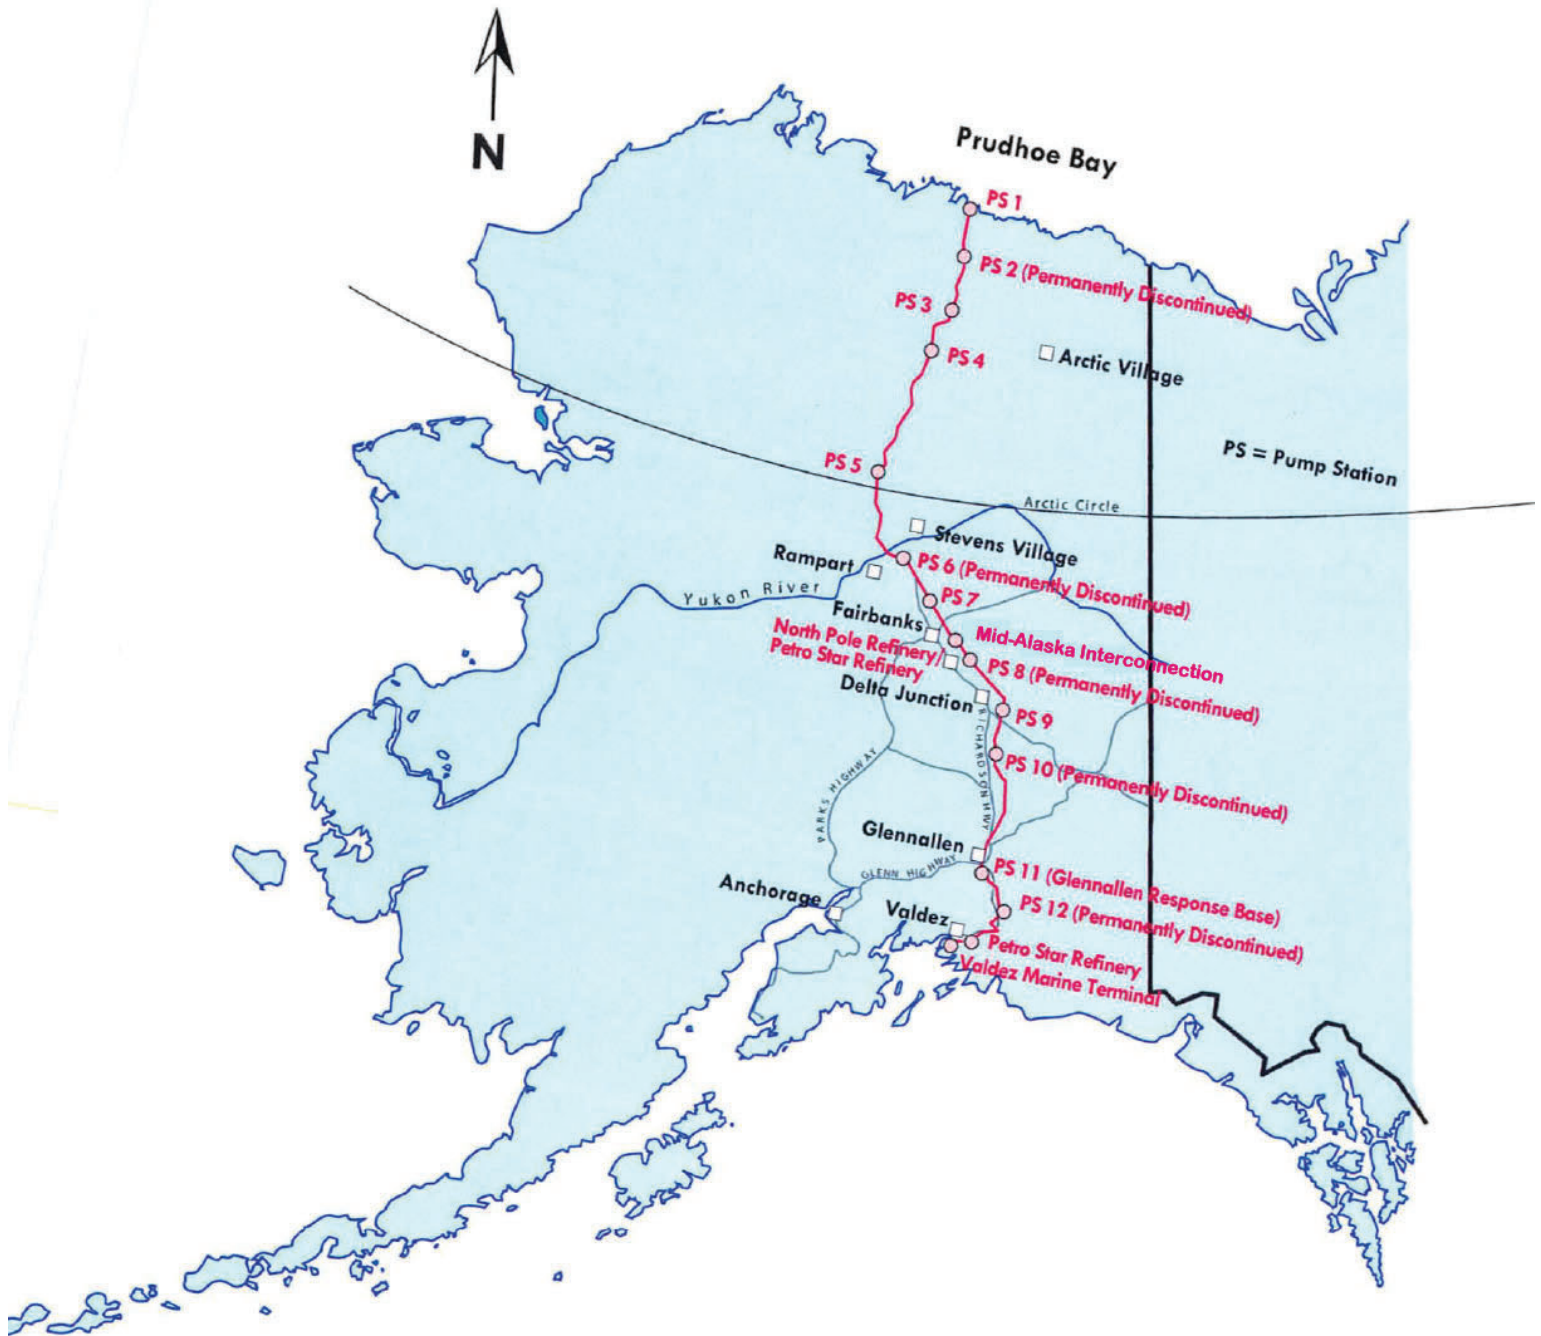 N
Prudhoe Bay
PS 1
PS 2 (Permanently Discontinued)
PS 3
PS 4
Arctic Village
PS = Pump Station
PS 5
Arctic Circle
Stevens Village
Rampart
PS 6 (Permanently Discontinued)
Yukon River
PS 7
Fairbanks
North Pole Refinery/
Petro Star Refinery
Mid-Alaska Interconnection
PS 8 (Permanently Discontinued)
Delta Junction
PS 9
RICHARDSON HWY
PARKS HIGHWAY
PS 10 (Permanently Discontinued)
Glennallen
GLENN HIGHWAY
PS 11 (Glennallen Response Base)
Anchorage
PS 12 (Permanently Discontinued)
Valdez
Petro Star Refinery
Valdez Marine Terminal